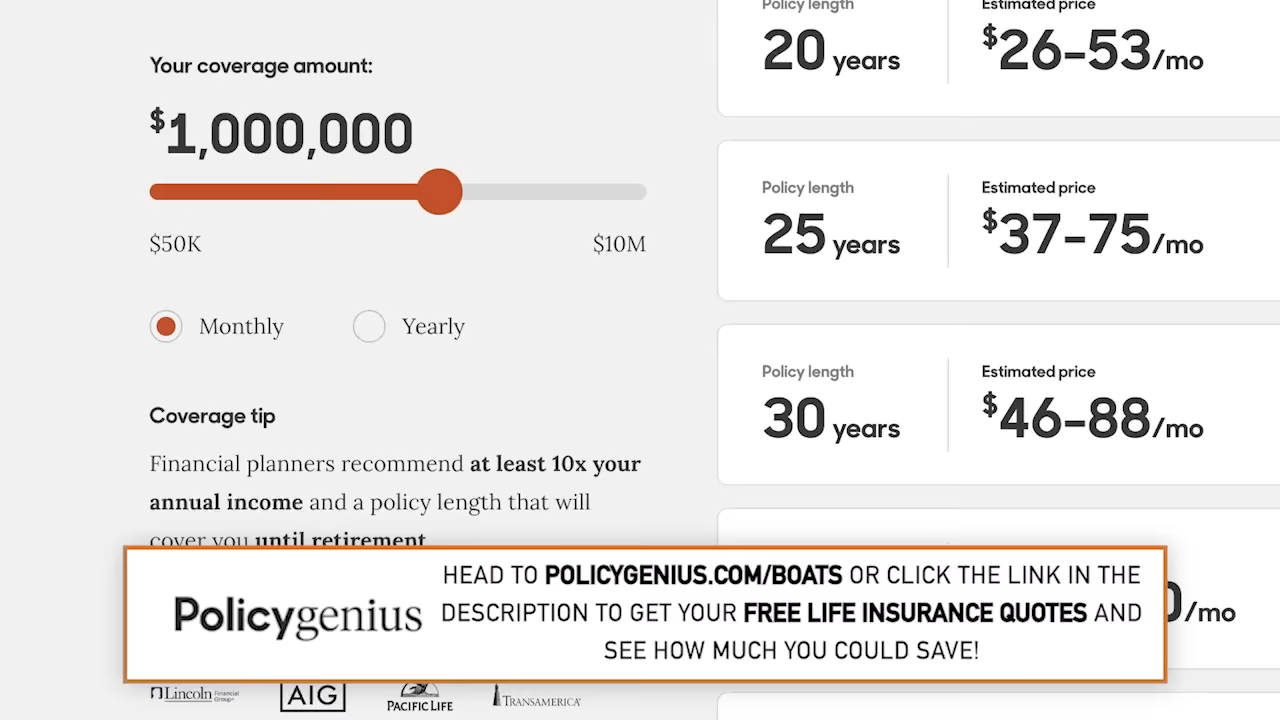 Your coverage amount:
$1,000,000
$50K
$10M
Monthly
Yearly
Coverage tip
Financial planners recommend at least 10x your
annual income and a policy length that will
cover you until retirement
Policy length
Estimated price
20 years
$26–53/mo
Policy length
Estimated price
25 years
$37–75/mo
Policy length
Estimated price
30 years
$46–88/mo
0/mo
Policygenius
HEAD TO POLICYGENIUS.COM/BOATS OR CLICK THE LINK IN THE
DESCRIPTION TO GET YOUR FREE LIFE INSURANCE QUOTES AND
SEE HOW MUCH YOU COULD SAVE!
Lincoln Financial Group
AIG
PACIFIC LIFE
TRANSAMERICA